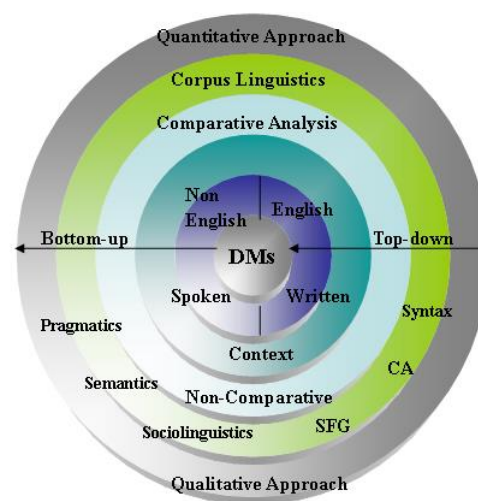 Quantitative Approach
Corpus Linguistics
Comparative Analysis
Non
English
English
Bottom-up
DMs
Top-down
Spoken
Written
Pragmatics
Syntax
Context
CA
Semantics
Non-Comparative
Sociolinguistics
SFG
Qualitative Approach